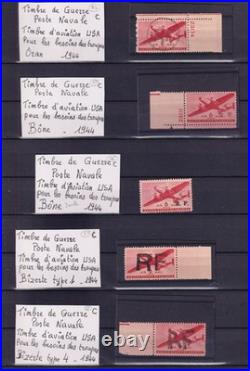 Timbre de Guerre C
Poste Navale
Timbre d'aviation USA
pour les besoins des troupes
Oran 1944
Timbre de Guerre C
Poste Navale
Timbre d'aviation USA
pour les besoins des troupes
Bône 1944
Timbre de Guerre C
Poste Navale
Timbre d'aviation USA
pour les besoins des troupes
Bône 1944
Timbre de Guerre C
Poste Navale
Timbre d'aviation USA
pour les besoins des troupes
Bizerte type 1 1944
RF
Timbre de Guerre C
Poste Navale
Timbre d'aviation USA
pour les besoins des troupes
Bizerte type 4 1944
RF